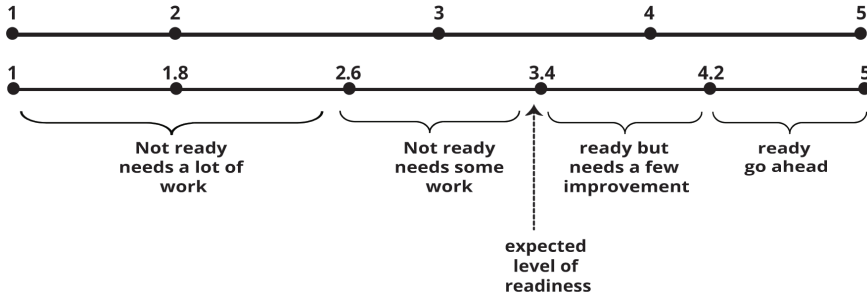 1 2 3 4 5
1 1.8 2.6 3.4 4.2 5
Not ready
needs a lot of
work
Not ready
needs some
work
ready but
needs a few
improvement
ready
go ahead
expected
level of
readiness